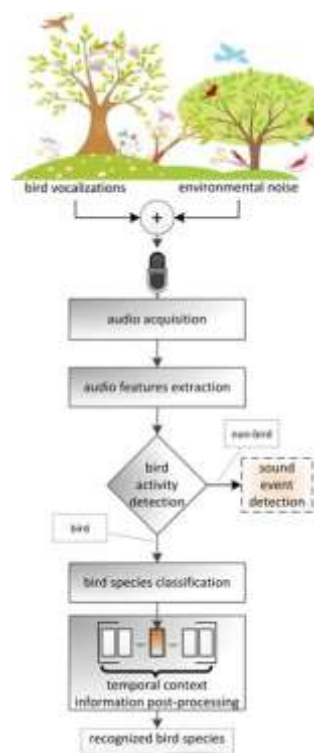 bird vocalizations environmental noise
+
audio acquisition
audio features extraction
non-bird
bird
activity
detection
sound
event
detection
bird
bird species classification
temporal context
information post-processing
recognized bird species